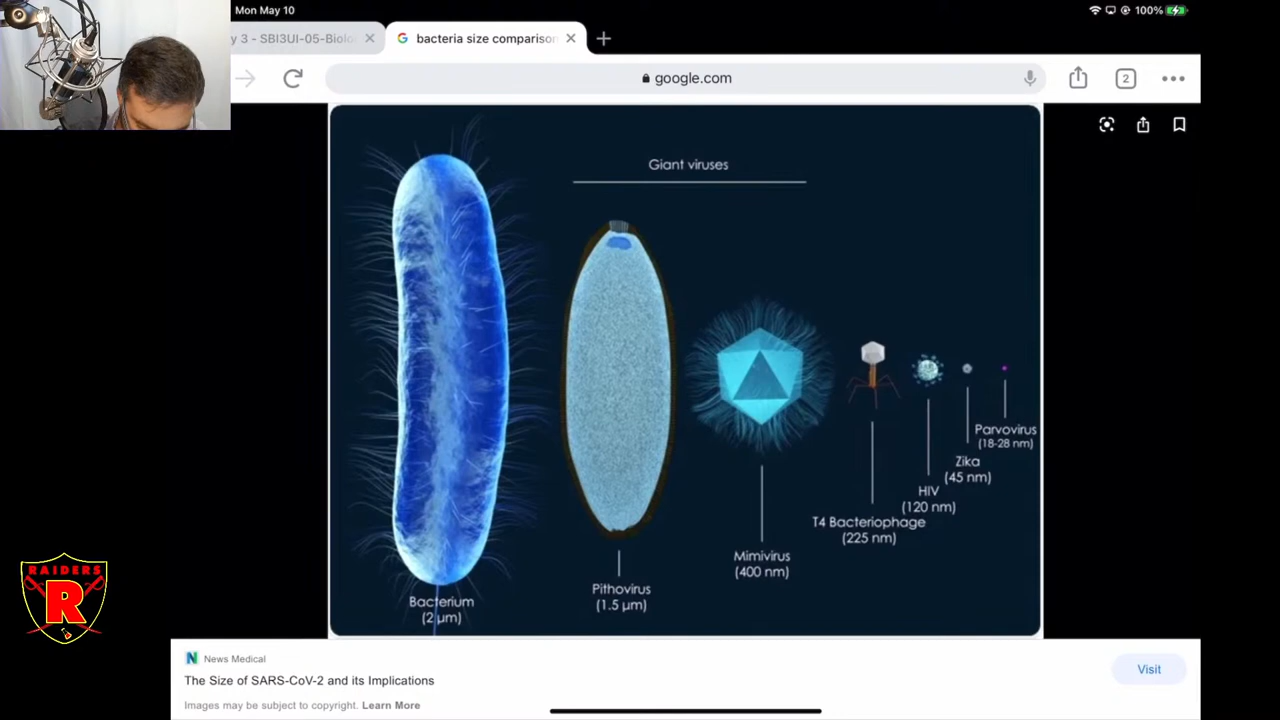 Mon May 10
100%
y 3 - SBI3UI-05-Biolo
bacteria size comparison
google.com
2
Giant viruses
Parvovirus
(18-28 nm)
Zika
(45 nm)
HIV
(120 nm)
T4 Bacteriophage
(225 nm)
Mimivirus
(400 nm)
Pithovirus
(1.5 µm)
Bacterium
(2 µm)
RAIDERS
R
N News Medical
The Size of SARS-CoV-2 and its Implications
Visit
Images may be subject to copyright. Learn More